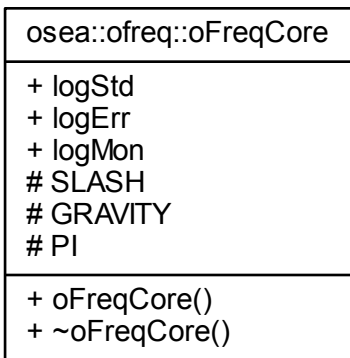 osea::ofreq::oFreqCore
+ logStd
+ logErr
+ logMon
# SLASH
# GRAVITY
# PI
+ oFreqCore()
+ ~oFreqCore()